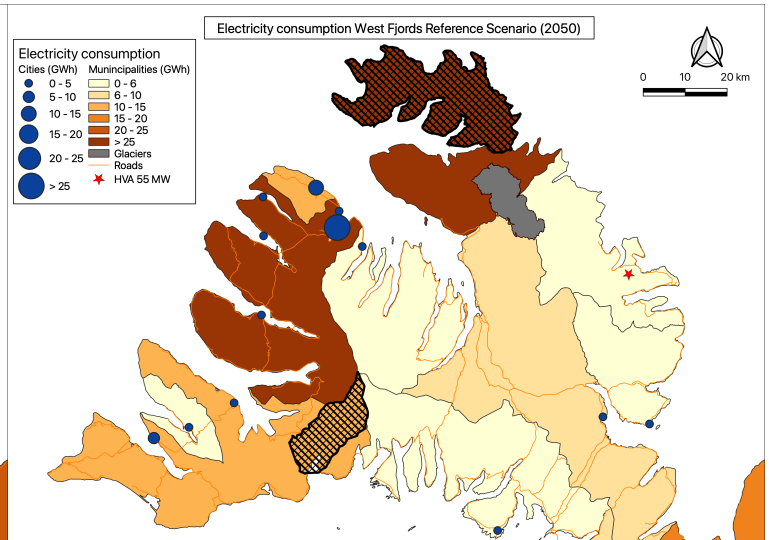 Electricity consumption West Fjords Reference Scenario (2050)
Electricity consumption
Cities (GWh) Munincipalities (GWh)
0 - 5 0 - 6
5 - 10 6 - 10
10 - 15 10 - 15
15 - 20 15 - 20
20 - 25 20 - 25
> 25 > 25
Glaciers
Roads
HVA 55 MW
0 10 20 km